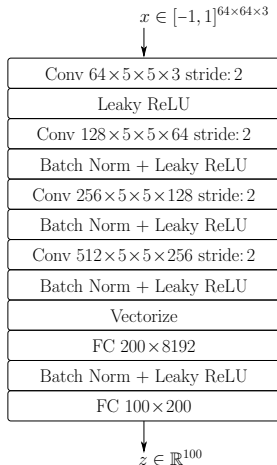 x ∈ [−1, 1]^{64×64×3}
Conv 64×5×5×3 stride: 2
Leaky ReLU
Conv 128×5×5×64 stride: 2
Batch Norm + Leaky ReLU
Conv 256×5×5×128 stride: 2
Batch Norm + Leaky ReLU
Conv 512×5×5×256 stride: 2
Batch Norm + Leaky ReLU
Vectorize
FC 200×8192
Batch Norm + Leaky ReLU
FC 100×200
z ∈ ℝ^{100}